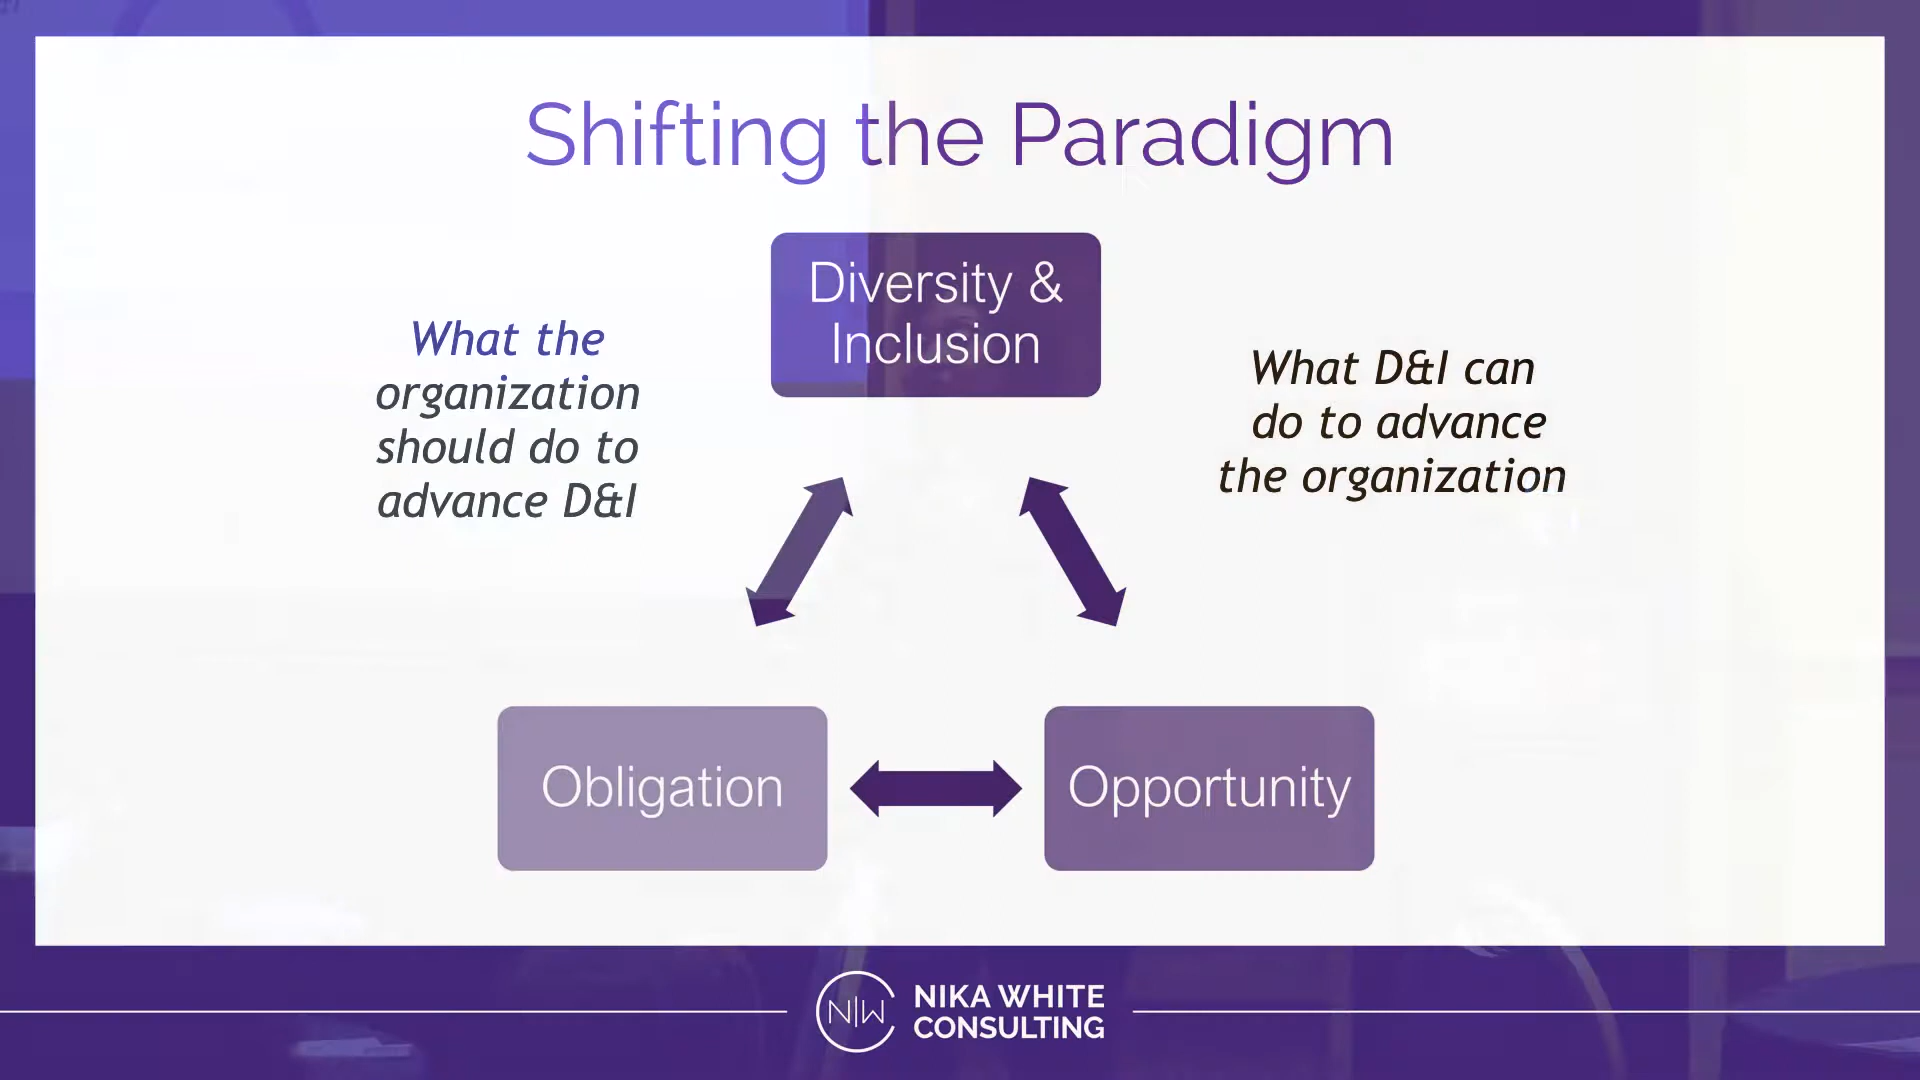 Shifting the Paradigm
Diversity &
Inclusion
What the
organization
should do to
advance D&I
What D&I can
do to advance
the organization
Obligation
Opportunity
N|W
NIKA WHITE
CONSULTING